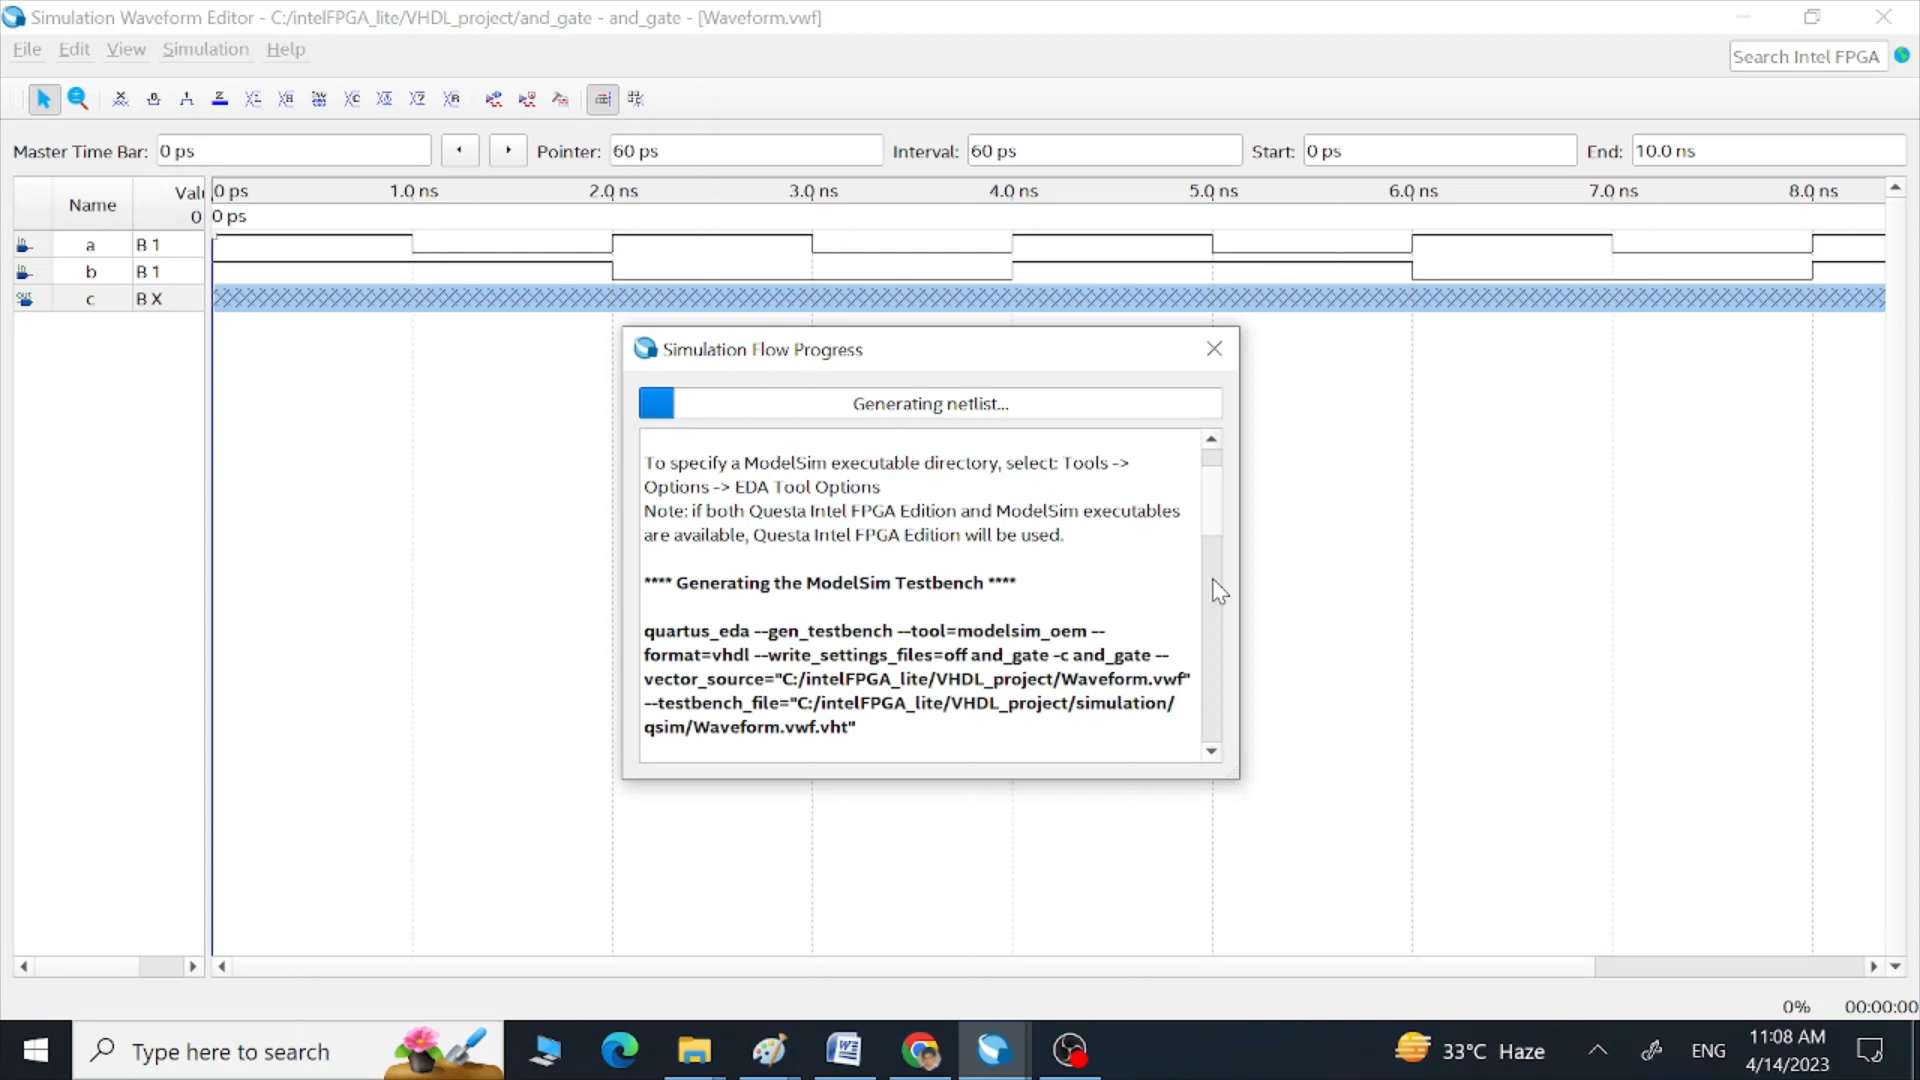 Simulation Waveform Editor - C:/intelFPGA_lite/VHDL_project/and_gate - and_gate - [Waveform.vwf]
File Edit View Simulation Help
Search Intel FPGA
Master Time Bar: 0 ps Pointer: 60 ps Interval: 60 ps Start: 0 ps End: 10.0 ns
Name
Valu
0
0 ps 1.0 ns 2.0 ns 3.0 ns 4.0 ns 5.0 ns 6.0 ns 7.0 ns 8.0 ns
0 ps
a B 1
b B 1
c B X
Simulation Flow Progress
Generating netlist...
To specify a ModelSim executable directory, select: Tools ->
Options -> EDA Tool Options
Note: if both Questa Intel FPGA Edition and ModelSim executables
are available, Questa Intel FPGA Edition will be used.
**** Generating the ModelSim Testbench ****
quartus_eda --gen_testbench --tool=modelsim_oem --
format=vhdl --write_settings_files=off and_gate -c and_gate --
vector_source="C:/intelFPGA_lite/VHDL_project/Waveform.vwf"
--testbench_file="C:/intelFPGA_lite/VHDL_project/simulation/
qsim/Waveform.vwf.vht"
0% 00:00:00
Type here to search
33°C Haze
ENG
11:08 AM
4/14/2023